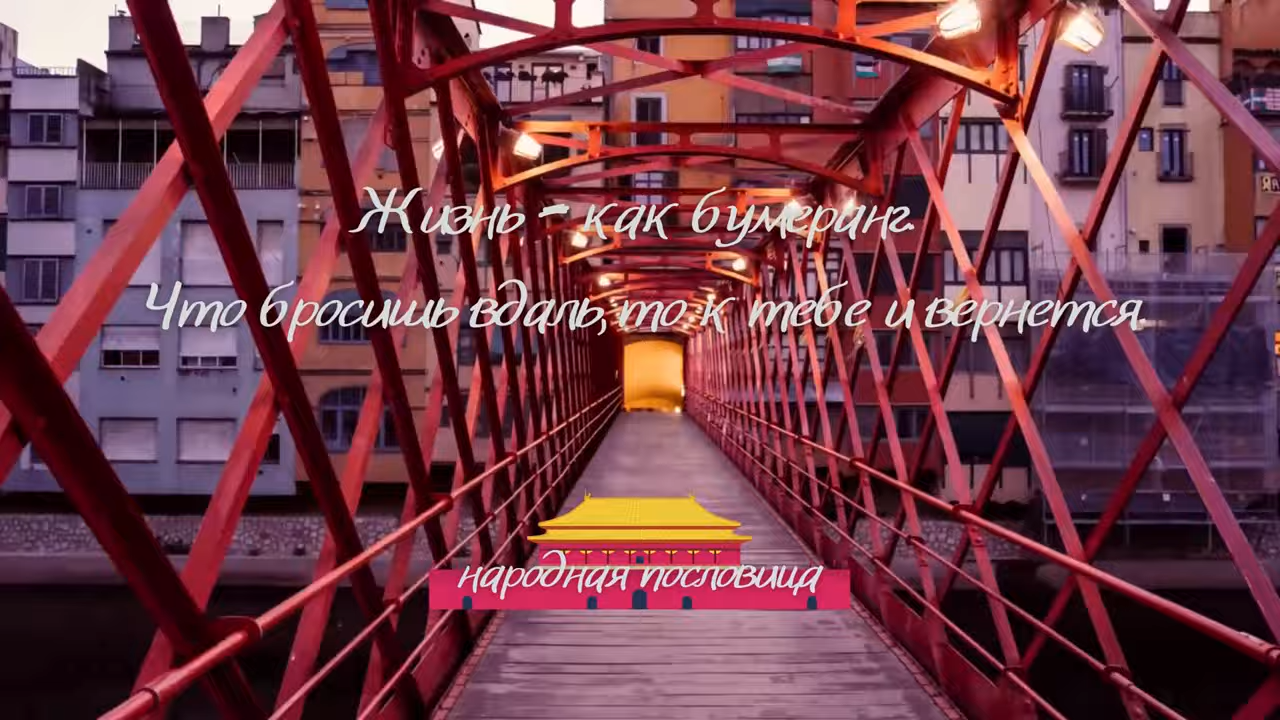 Жизнь - как бумеранг.
Что бросишь вдаль, то к тебе и вернется.
народная пословица